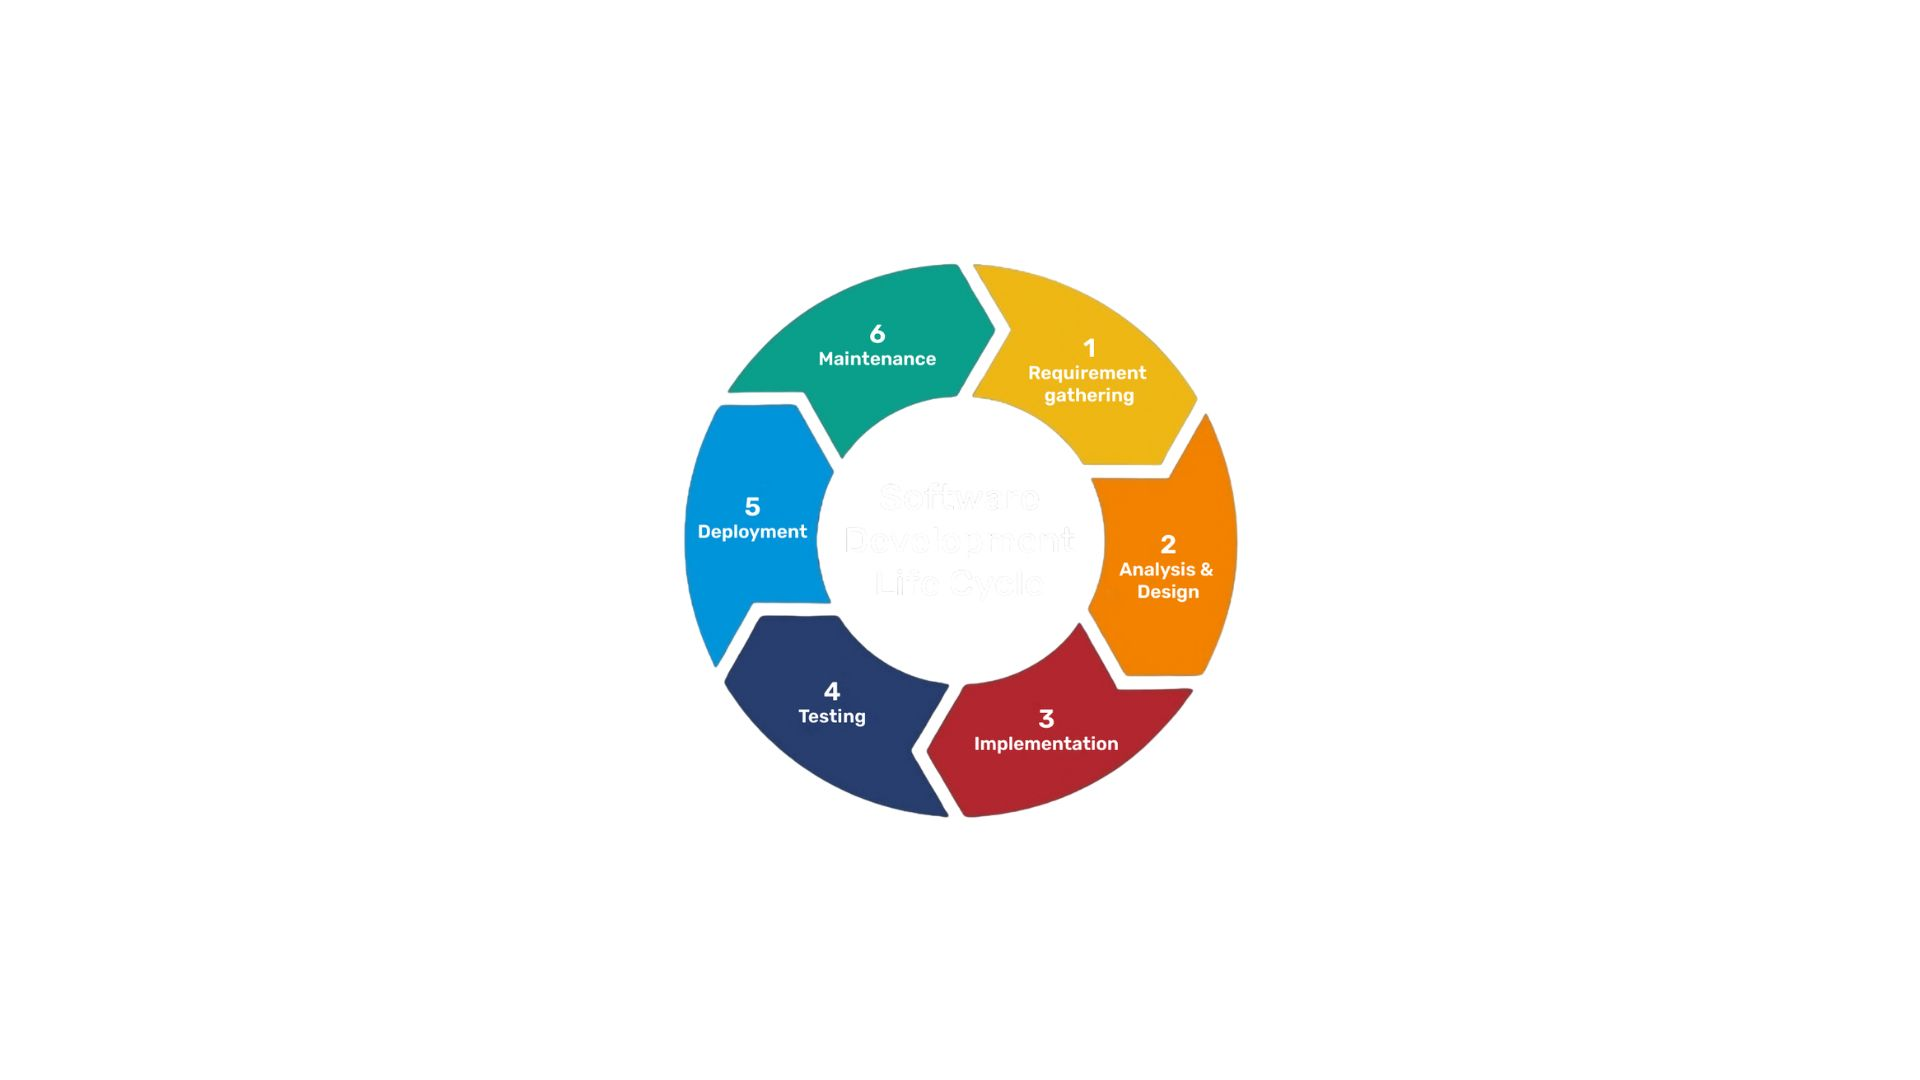 1
Requirement
gathering
2
Analysis &
Design
3
Implementation
4
Testing
5
Deployment
6
Maintenance
Software
Development
Life Cycle